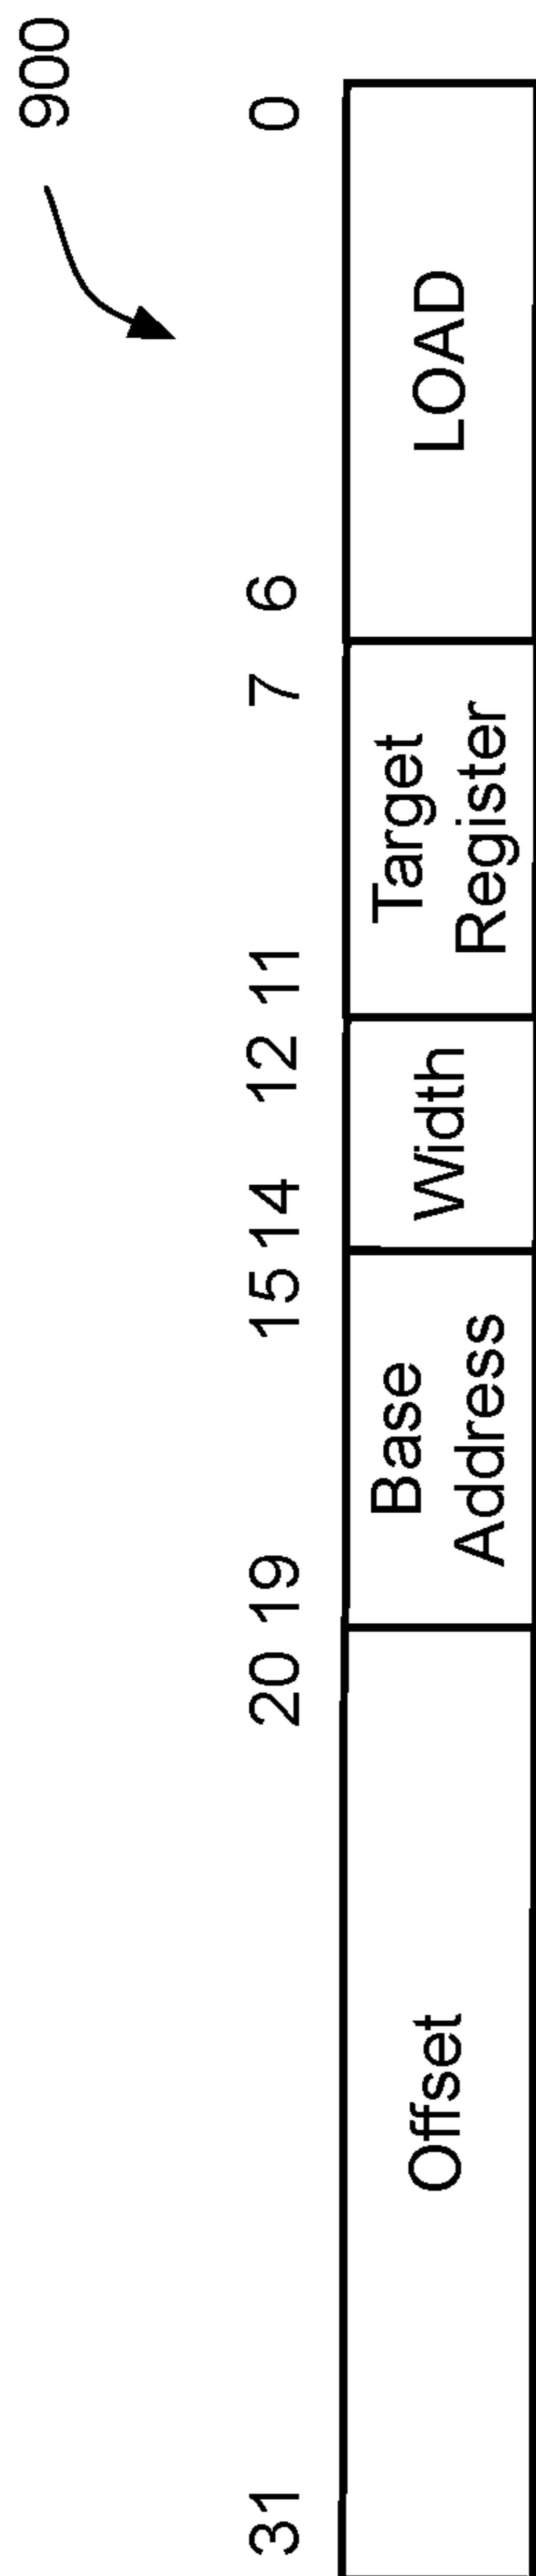 900
31 20 19 15 14 12 11 7 6 0
Offset
Base
Address
Width
Target
Register
LOAD